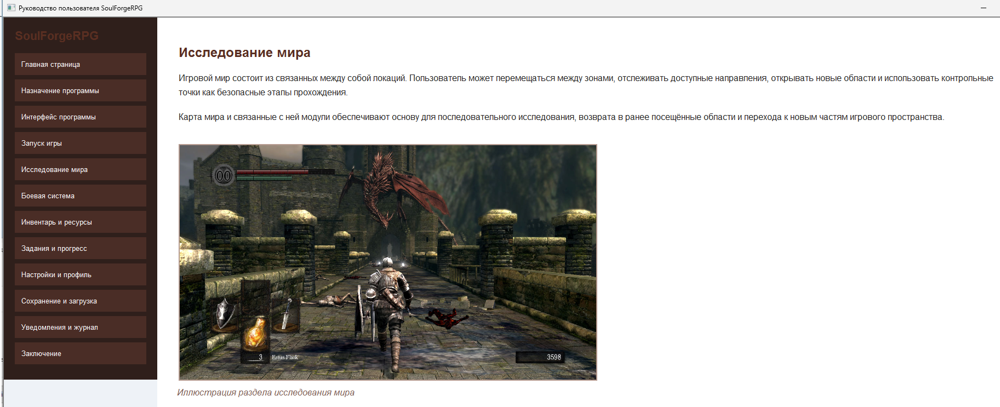 Руководство пользователя SoulForgeRPG
SoulForgeRPG
Главная страница
Назначение программы
Интерфейс программы
Запуск игры
Исследование мира
Боевая система
Инвентарь и ресурсы
Задания и прогресс
Настройки и профиль
Сохранение и загрузка
Уведомления и журнал
Заключение
Исследование мира
Игровой мир состоит из связанных между собой локаций. Пользователь может перемещаться между зонами, отслеживать доступные направления, открывать новые области и использовать контрольные
точки как безопасные этапы прохождения.
Карта мира и связанные с ней модули обеспечивают основу для последовательного исследования, возврата в ранее посещённые области и перехода к новым частям игрового пространства.
00
3 Estus Flask
3598
Иллюстрация раздела исследования мира